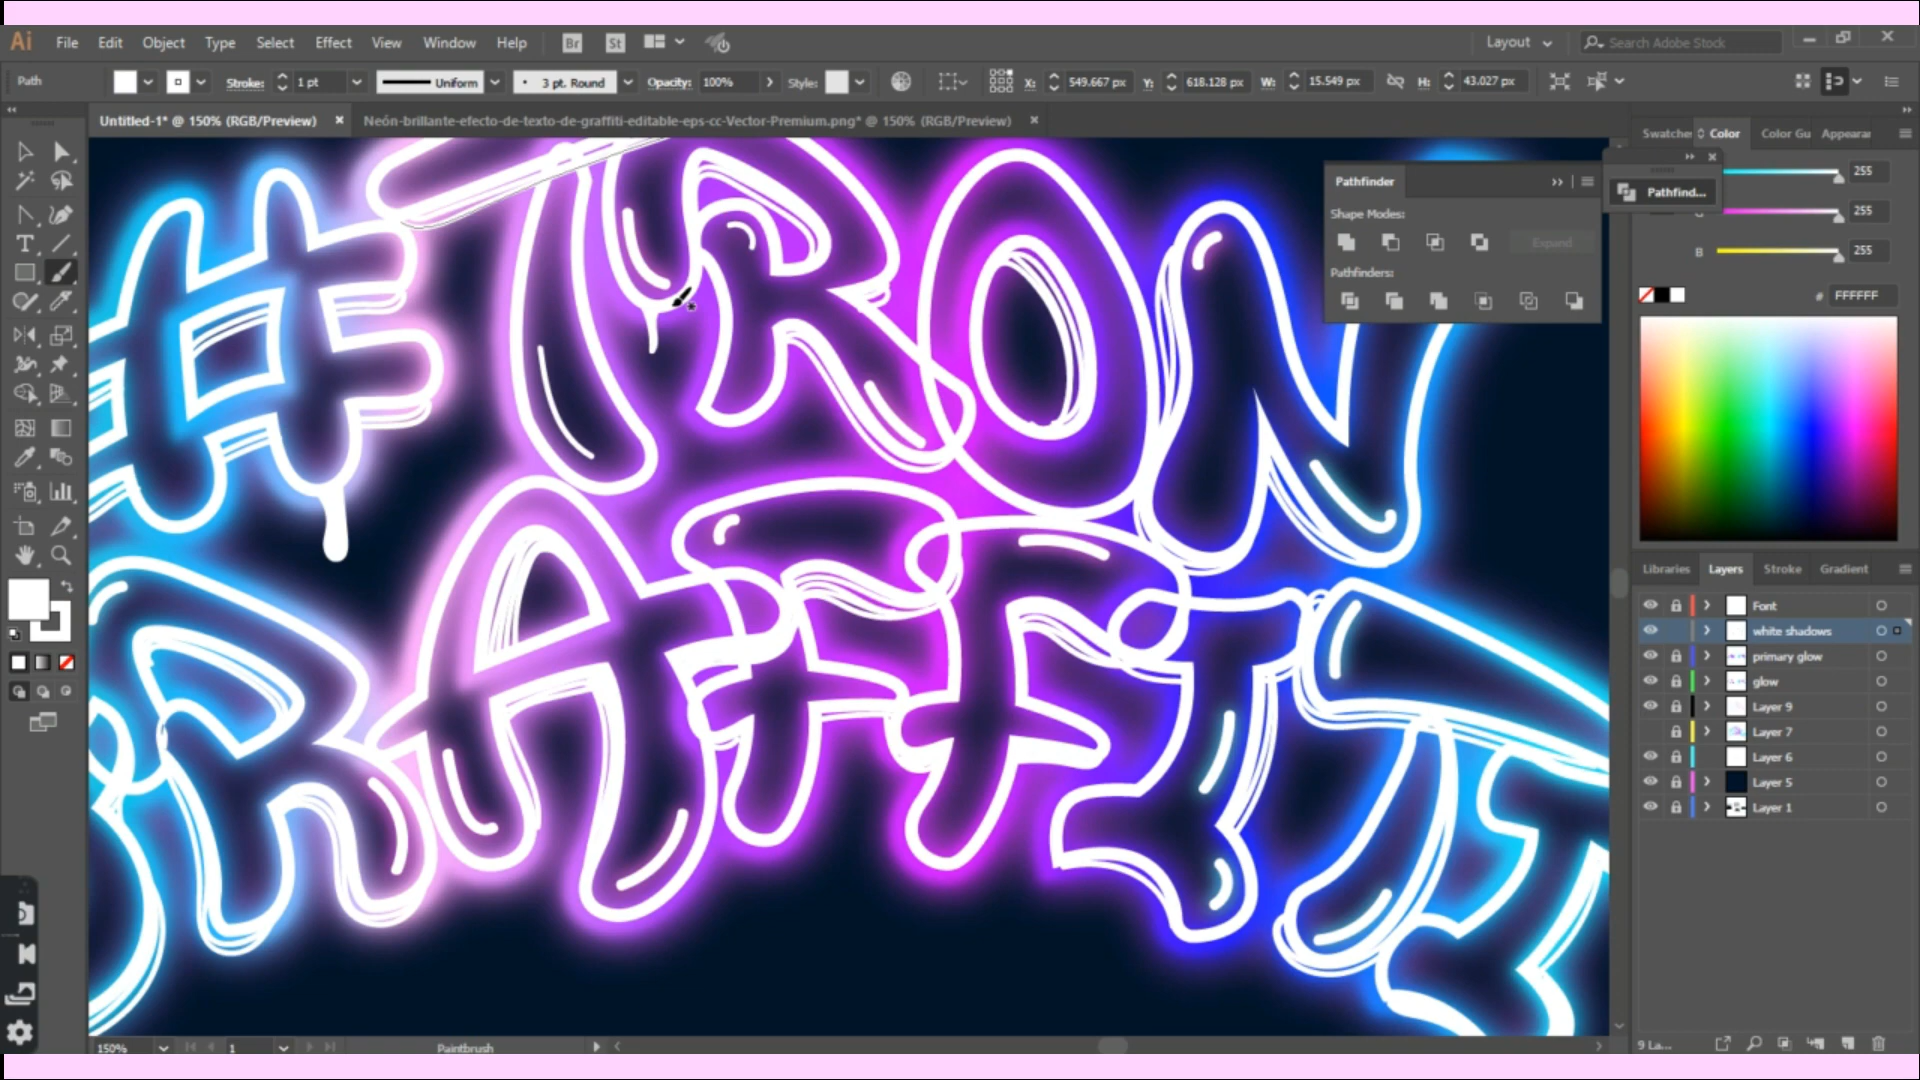 Ai File Edit Object Type Select Effect View Window Help Br St Layout Search Adobe Stock
Path Stroke: 1 pt Uniform 3 pt. Round Opacity: 100% Style: X: 549.667 px Y: 618.128 px W: 15.549 px H: 43.027 px
Untitled-1* @ 150% (RGB/Preview) Neón-brillante-efecto-de-texto-de-graffiti-editable-eps-cc-Vector-Premium.png* @ 150% (RGB/Preview)
Swatches Color Color Gu Appearar
Pathfinder
Pathfind...
Shape Modes:
Expand
Pathfinders:
255
255
B 255
# FFFFFF
#TRON
RAFFIT
Libraries Layers Stroke Gradient
Font
white shadows
primary glow
glow
Layer 9
Layer 7
Layer 6
Layer 5
Layer 1
150% 1 Paintbrush 9 La...